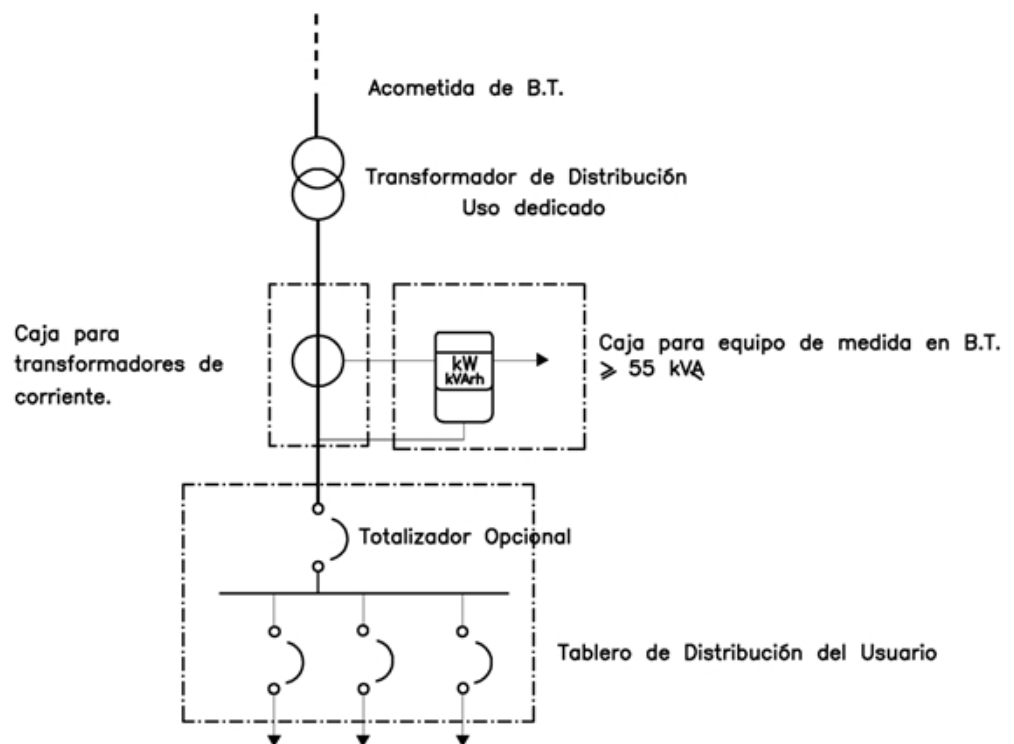 Acometida de B.T.
Transformador de Distribución
Uso dedicado
Caja para
transformadores de
corriente.
kW
kVArh
Caja para equipo de medida en B.T.
⩾ 55 kVA
Totalizador Opcional
Tablero de Distribución del Usuario